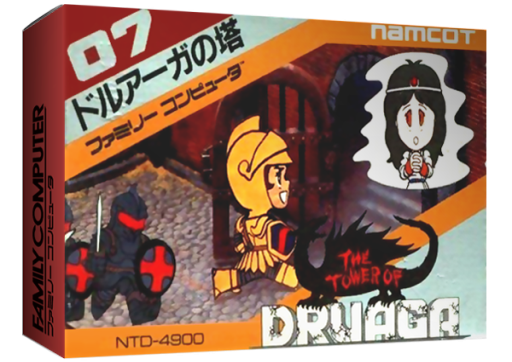 07
namcot
ドルアーガの塔
ファミリー コンピュータ
THE
TOWER OF
DRUAGA
NTD-4900
FAMILY COMPUTER
ファミリー コンピュータ